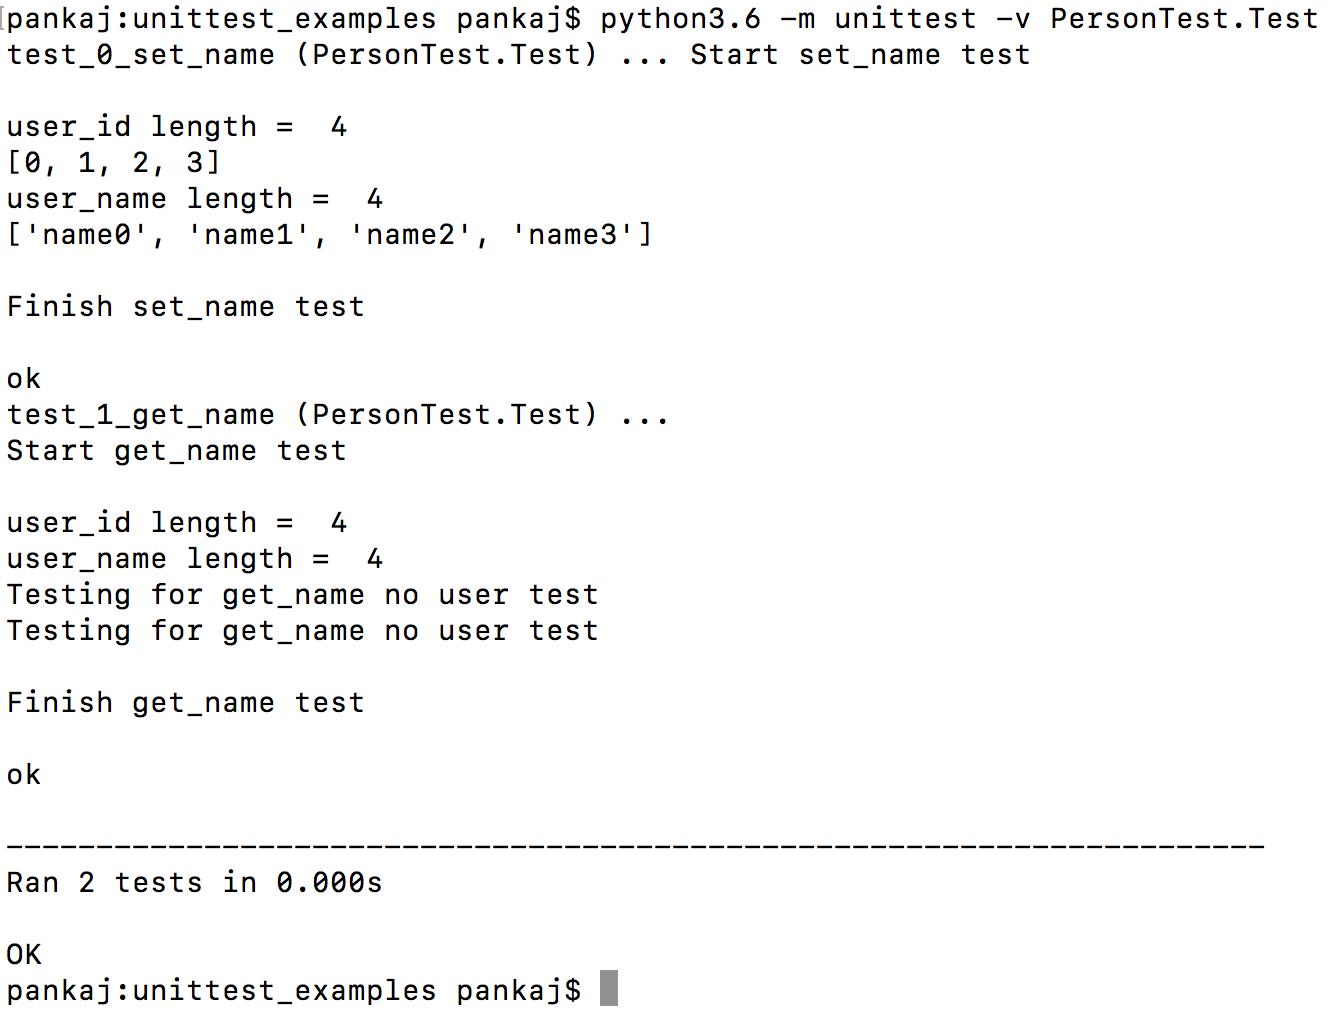 pankaj:unittest_examples pankaj$ python3.6 -m unittest -v PersonTest.Test
test_0_set_name (PersonTest.Test) ... Start set_name test
user_id length =  4
[0, 1, 2, 3]
user_name length =  4
['name0', 'name1', 'name2', 'name3']
Finish set_name test
ok
test_1_get_name (PersonTest.Test) ...
Start get_name test
user_id length =  4
user_name length =  4
Testing for get_name no user test
Testing for get_name no user test
Finish get_name test
ok
----------------------------------------------------------------------
Ran 2 tests in 0.000s
OK
pankaj:unittest_examples pankaj$